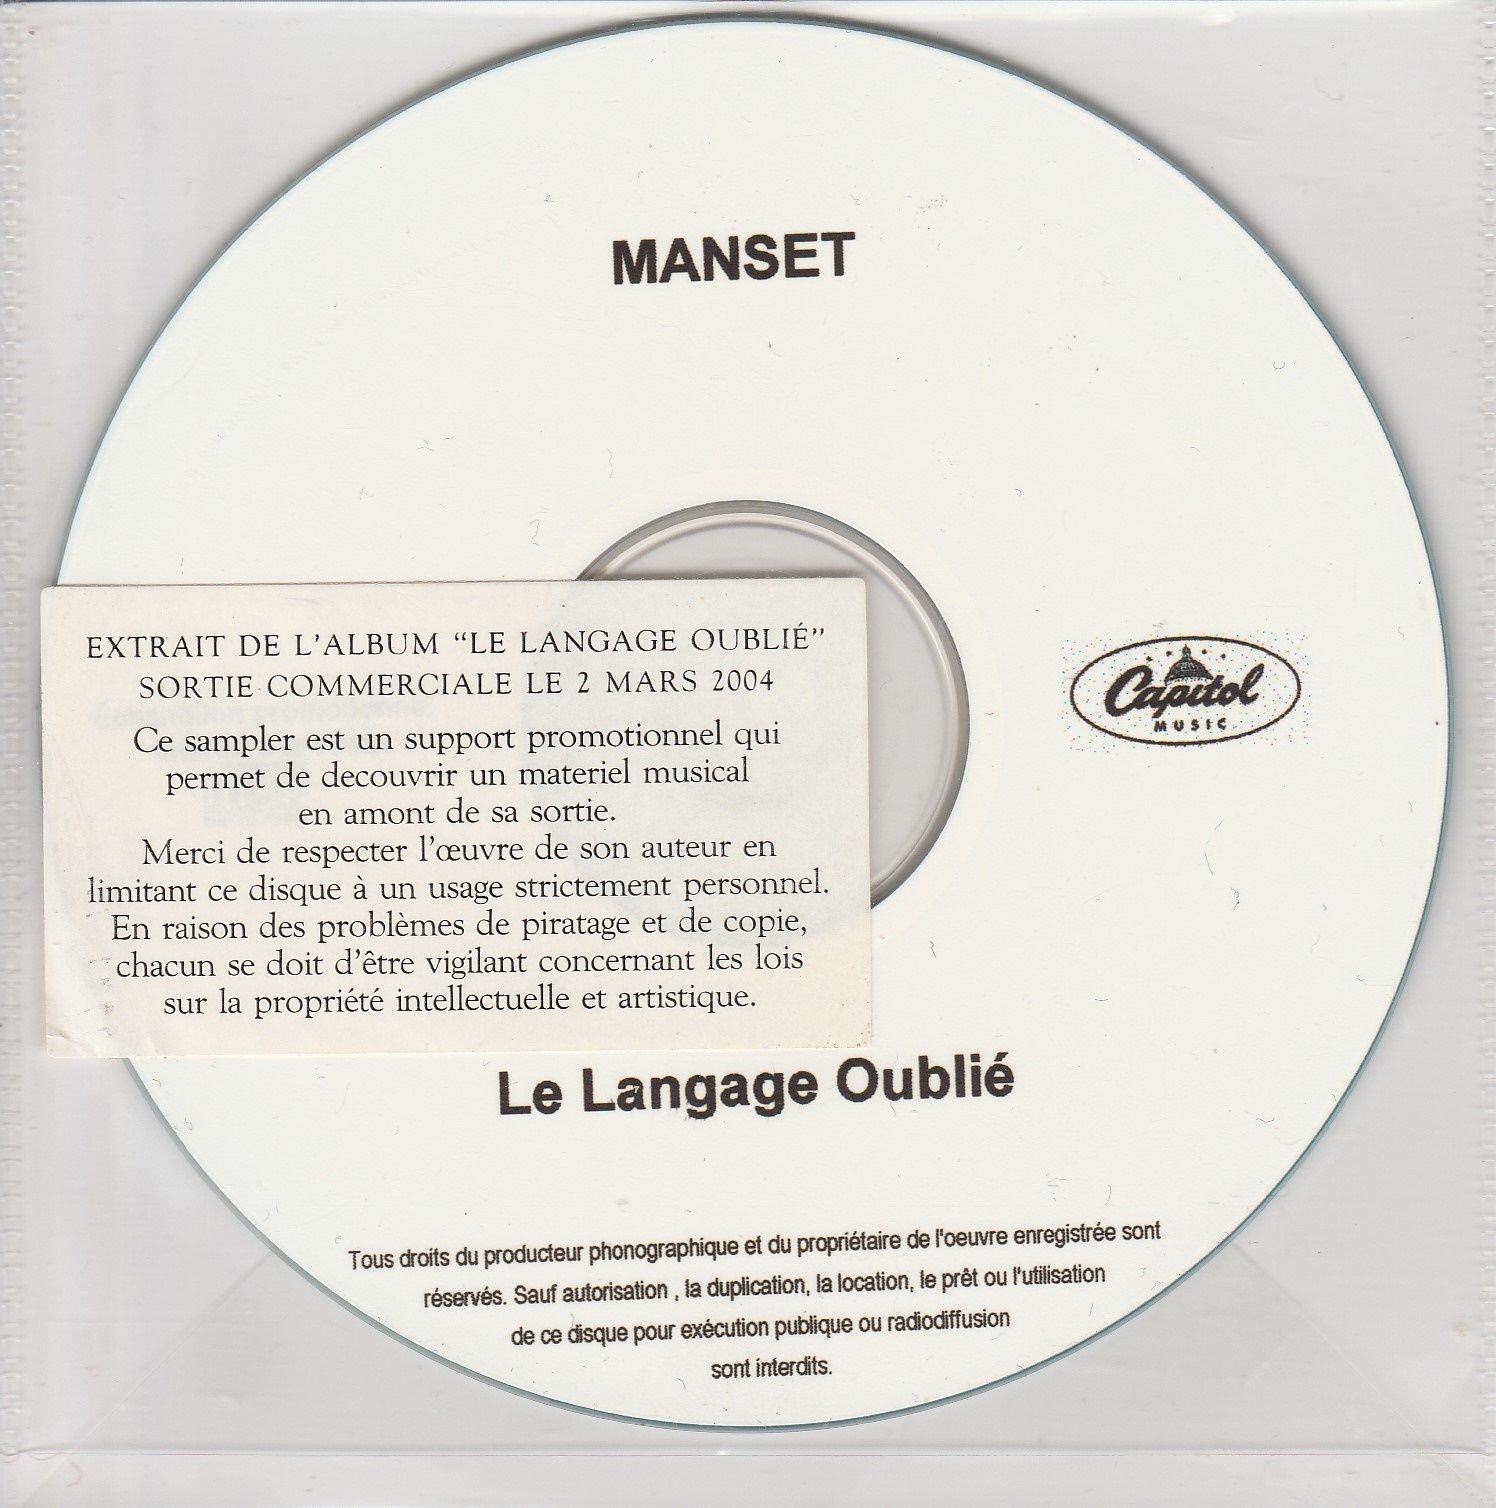 MANSET
EXTRAIT DE L'ALBUM “LE LANGAGE OUBLIÉ”
SORTIE COMMERCIALE LE 2 MARS 2004
Ce sampler est un support promotionnel qui
permet de decouvrir un materiel musical
en amont de sa sortie.
Merci de respecter l'œuvre de son auteur en
limitant ce disque à un usage strictement personnel.
En raison des problèmes de piratage et de copie,
chacun se doit d'être vigilant concernant les lois
sur la propriété intellectuelle et artistique.
Capitol
MUSIC
Le Langage Oublié
Tous droits du producteur phonographique et du propriétaire de l'oeuvre enregistrée sont
réservés. Sauf autorisation , la duplication, la location, le prêt ou l'utilisation
de ce disque pour exécution publique ou radiodiffusion
sont interdits.